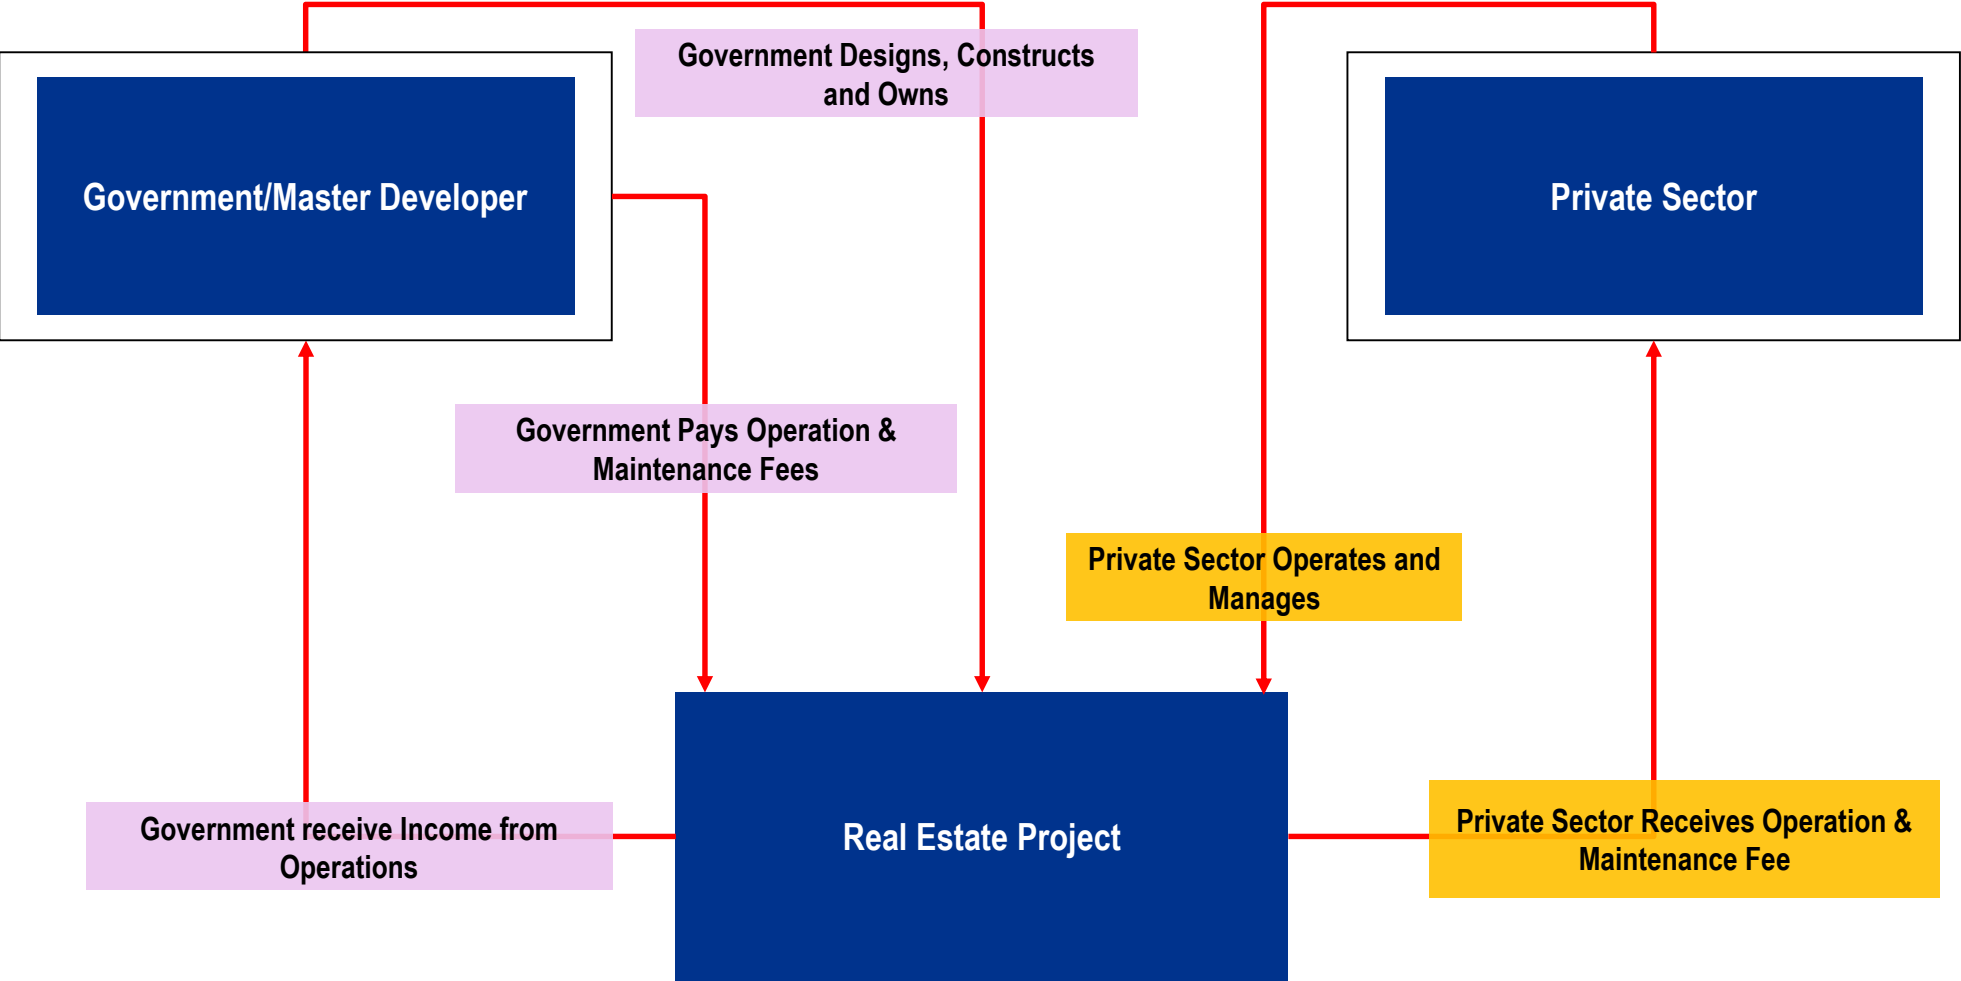 Government Designs, Constructs
and Owns
Government/Master Developer
Private Sector
Government Pays Operation &
Maintenance Fees
Private Sector Operates and
Manages
Government receive Income from
Operations
Real Estate Project
Private Sector Receives Operation &
Maintenance Fee